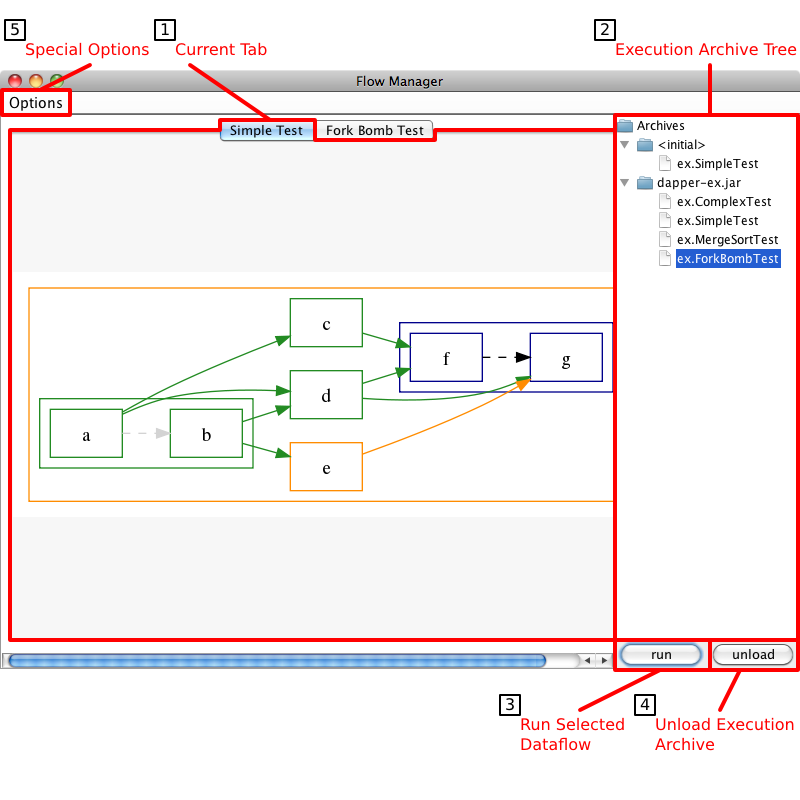 5
1
2
Special Options
Current Tab
Execution Archive Tree
Flow Manager
Options
Simple Test
Fork Bomb Test
Archives
<initial>
ex.SimpleTest
dapper-ex.jar
ex.ComplexTest
ex.SimpleTest
ex.MergeSortTest
ex.ForkBombTest
c
f
g
d
a
b
e
run
unload
3
4
Run Selected
Dataflow
Unload Execution
Archive